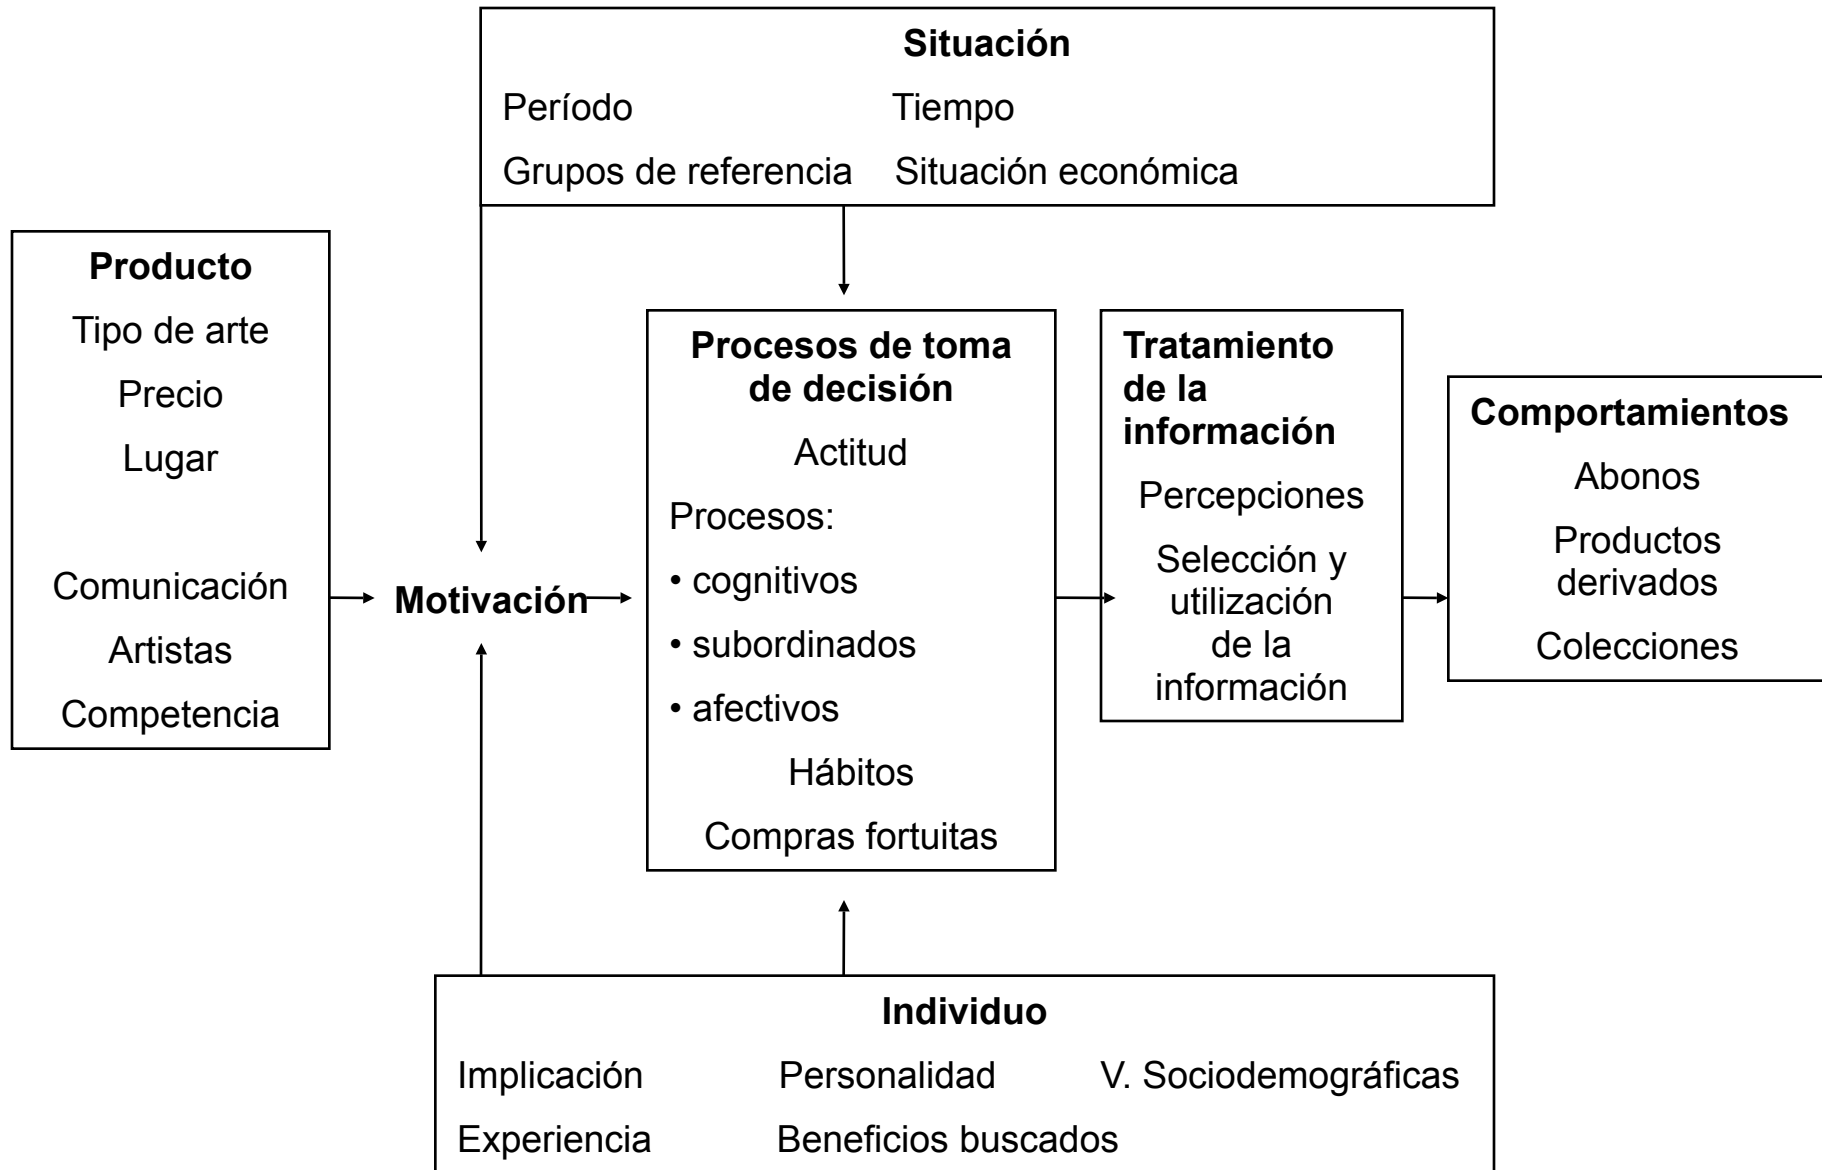 Situación
Período Tiempo
Grupos de referencia Situación económica
Producto
Tipo de arte
Precio
Lugar
Comunicación
Artistas
Competencia
Motivación
Procesos de toma
de decisión
Actitud
Procesos:
• cognitivos
• subordinados
• afectivos
Hábitos
Compras fortuitas
Tratamiento
de la
información
Percepciones
Selección y
utilización
de la
información
Comportamientos
Abonos
Productos
derivados
Colecciones
Individuo
Implicación Personalidad V. Sociodemográficas
Experiencia Beneficios buscados